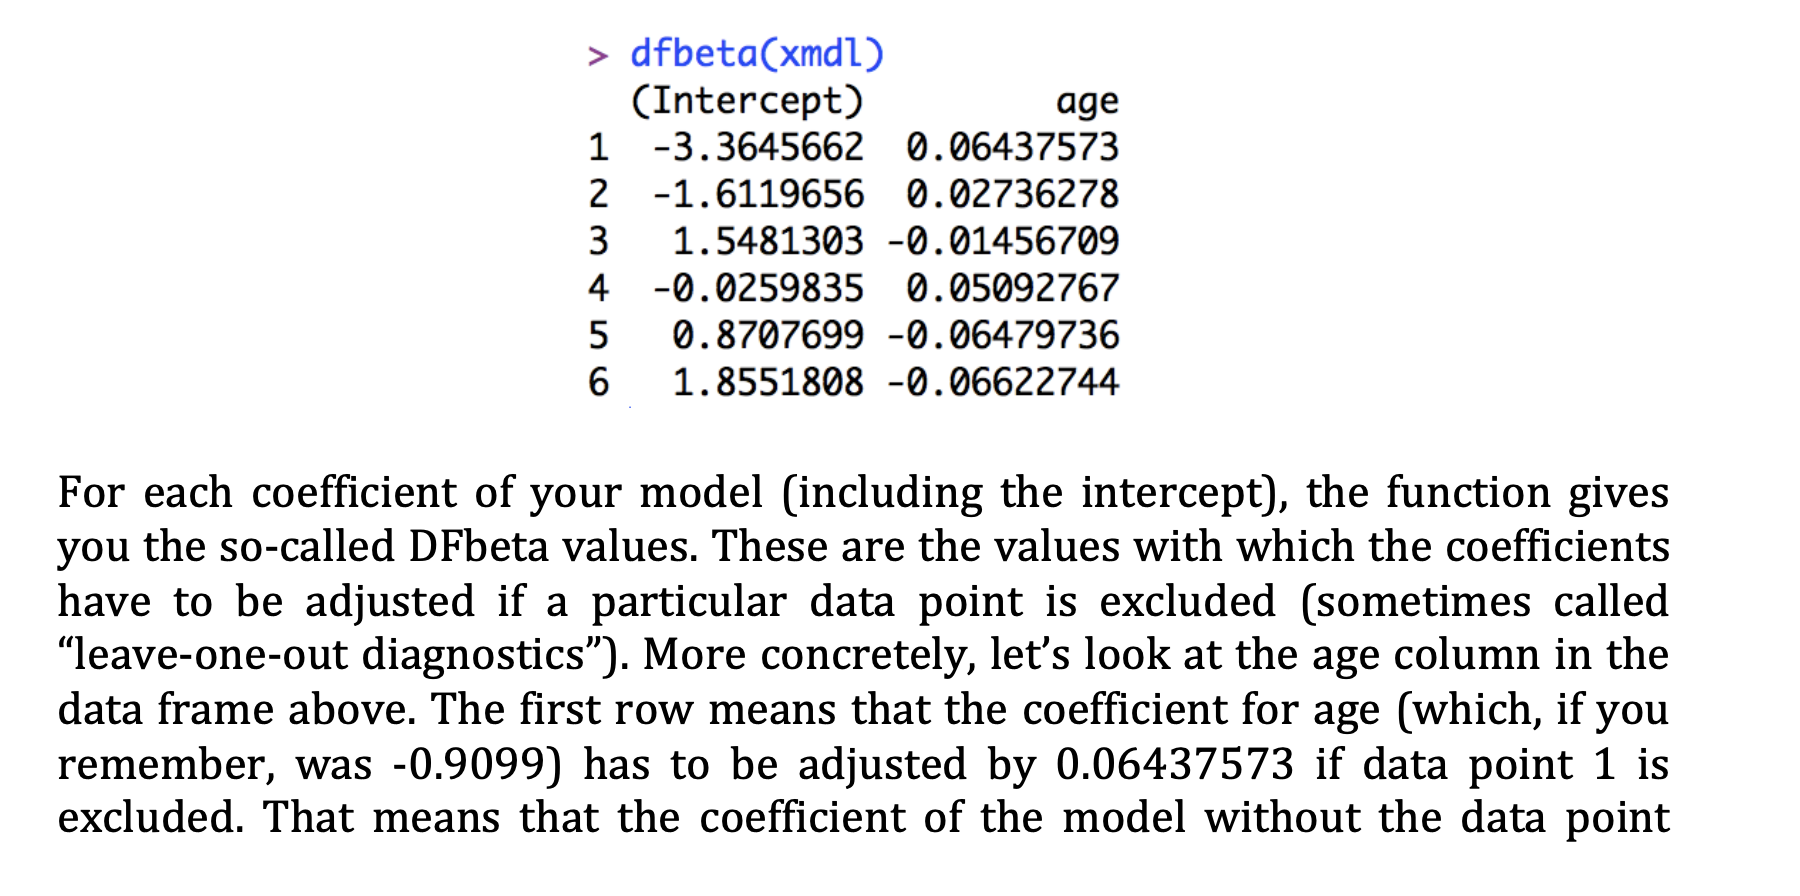 > dfbeta(xmdl)
(Intercept) age
1 -3.3645662 0.06437573
2 -1.6119656 0.02736278
3 1.5481303 -0.01456709
4 -0.0259835 0.05092767
5 0.8707699 -0.06479736
6 1.8551808 -0.06622744
For each coefficient of your model (including the intercept), the function gives
you the so-called DFbeta values. These are the values with which the coefficients
have to be adjusted if a particular data point is excluded (sometimes called
“leave-one-out diagnostics”). More concretely, let’s look at the age column in the
data frame above. The first row means that the coefficient for age (which, if you
remember, was -0.9099) has to be adjusted by 0.06437573 if data point 1 is
excluded. That means that the coefficient of the model without the data point